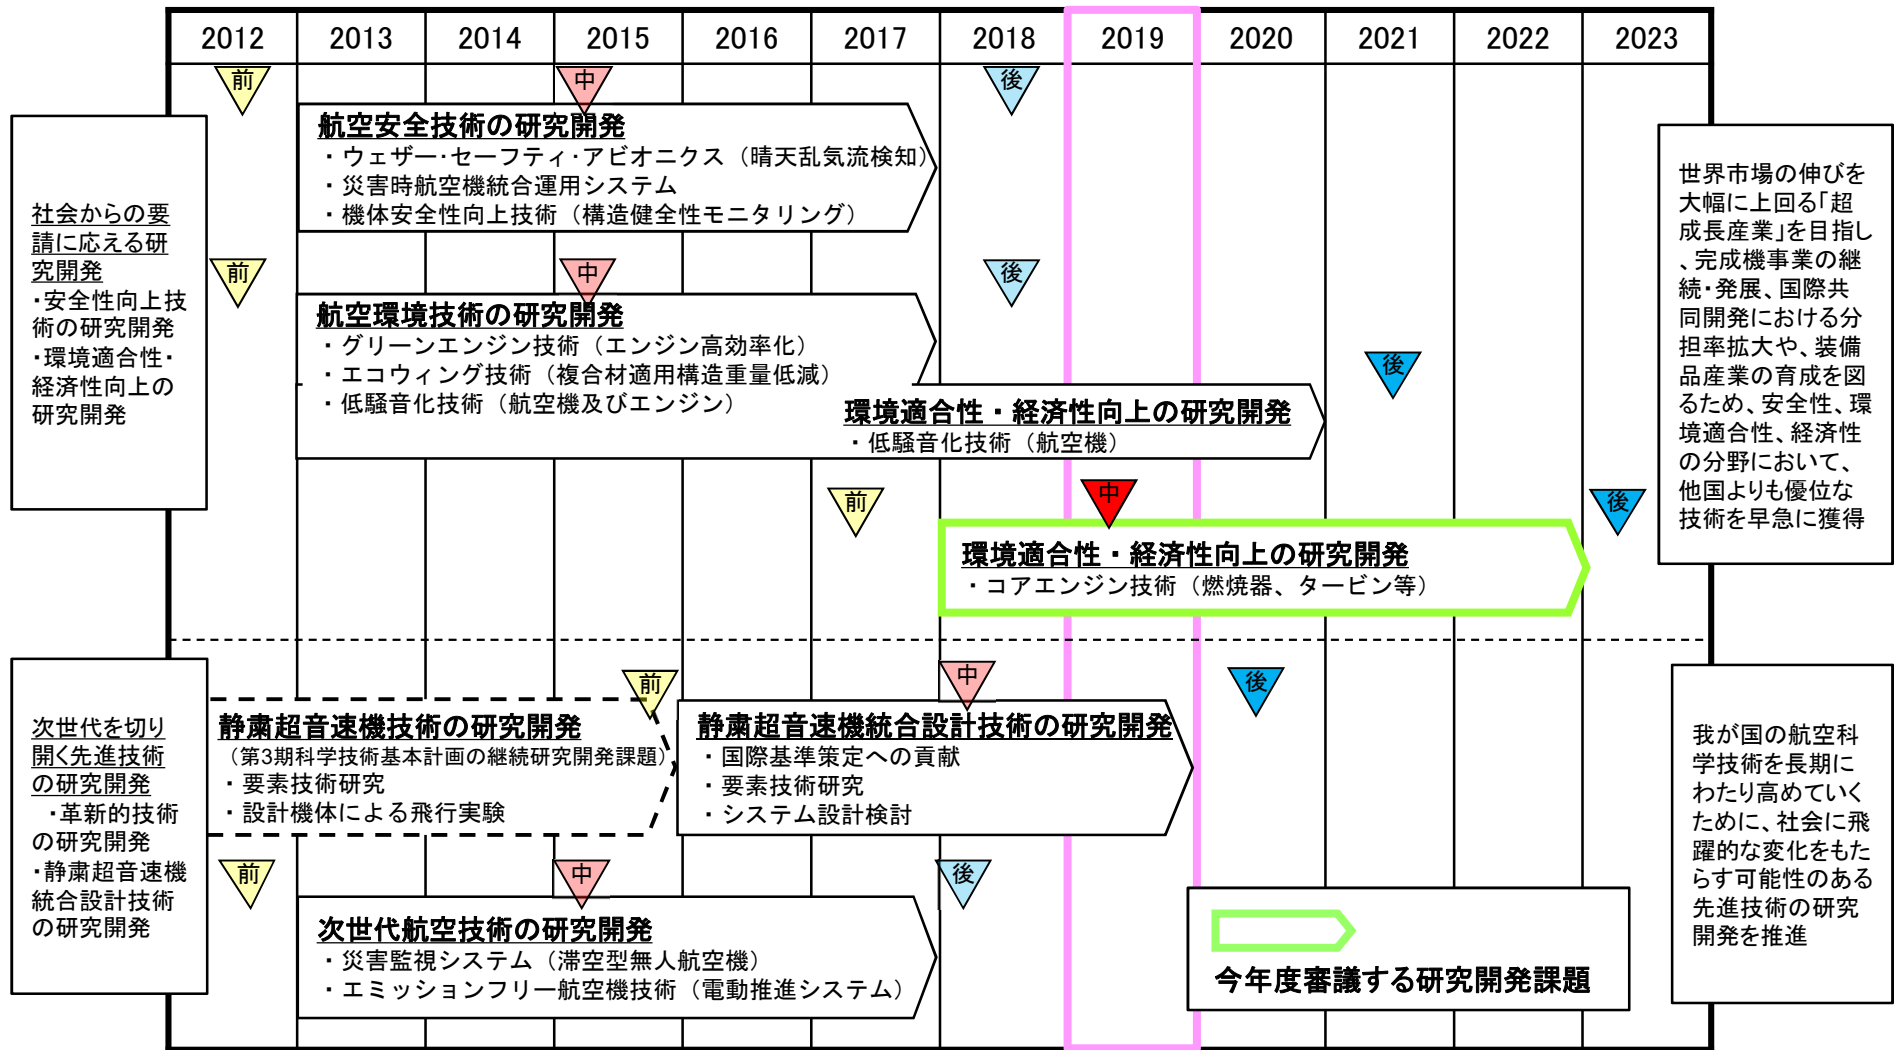 2012 2013 2014 2015 2016 2017 2018 2019 2020 2021 2022 2023
前 中 後
社会からの要
請に応える研
究開発
・安全性向上技
術の研究開発
・環境適合性・
経済性向上の
研究開発
航空安全技術の研究開発
・ウェザー・セーフティ・アビオニクス（晴天乱気流検知）
・災害時航空機統合運用システム
・機体安全性向上技術（構造健全性モニタリング）
前 中 後
航空環境技術の研究開発
・グリーンエンジン技術（エンジン高効率化）
・エコウィング技術（複合材適用構造重量低減）
・低騒音化技術（航空機及びエンジン）
後
環境適合性・経済性向上の研究開発
・低騒音化技術（航空機）
前 中 後
環境適合性・経済性向上の研究開発
・コアエンジン技術（燃焼器、タービン等）
世界市場の伸びを
大幅に上回る「超
成長産業」を目指し
、完成機事業の継
続・発展、国際共
同開発における分
担率拡大や、装備
品産業の育成を図
るため、安全性、環
境適合性、経済性
の分野において、
他国よりも優位な
技術を早急に獲得
次世代を切り
開く先進技術
の研究開発
・革新的技術
の研究開発
・静粛超音速機
統合設計技術
の研究開発
前 中 後
静粛超音速機技術の研究開発
（第3期科学技術基本計画の継続研究開発課題）
・要素技術研究
・設計機体による飛行実験
静粛超音速機統合設計技術の研究開発
・国際基準策定への貢献
・要素技術研究
・システム設計検討
前 中 後
次世代航空技術の研究開発
・災害監視システム（滞空型無人航空機）
・エミッションフリー航空機技術（電動推進システム）
今年度審議する研究開発課題
我が国の航空科
学技術を長期に
わたり高めていく
ために、社会に飛
躍的な変化をもた
らす可能性のある
先進技術の研究
開発を推進